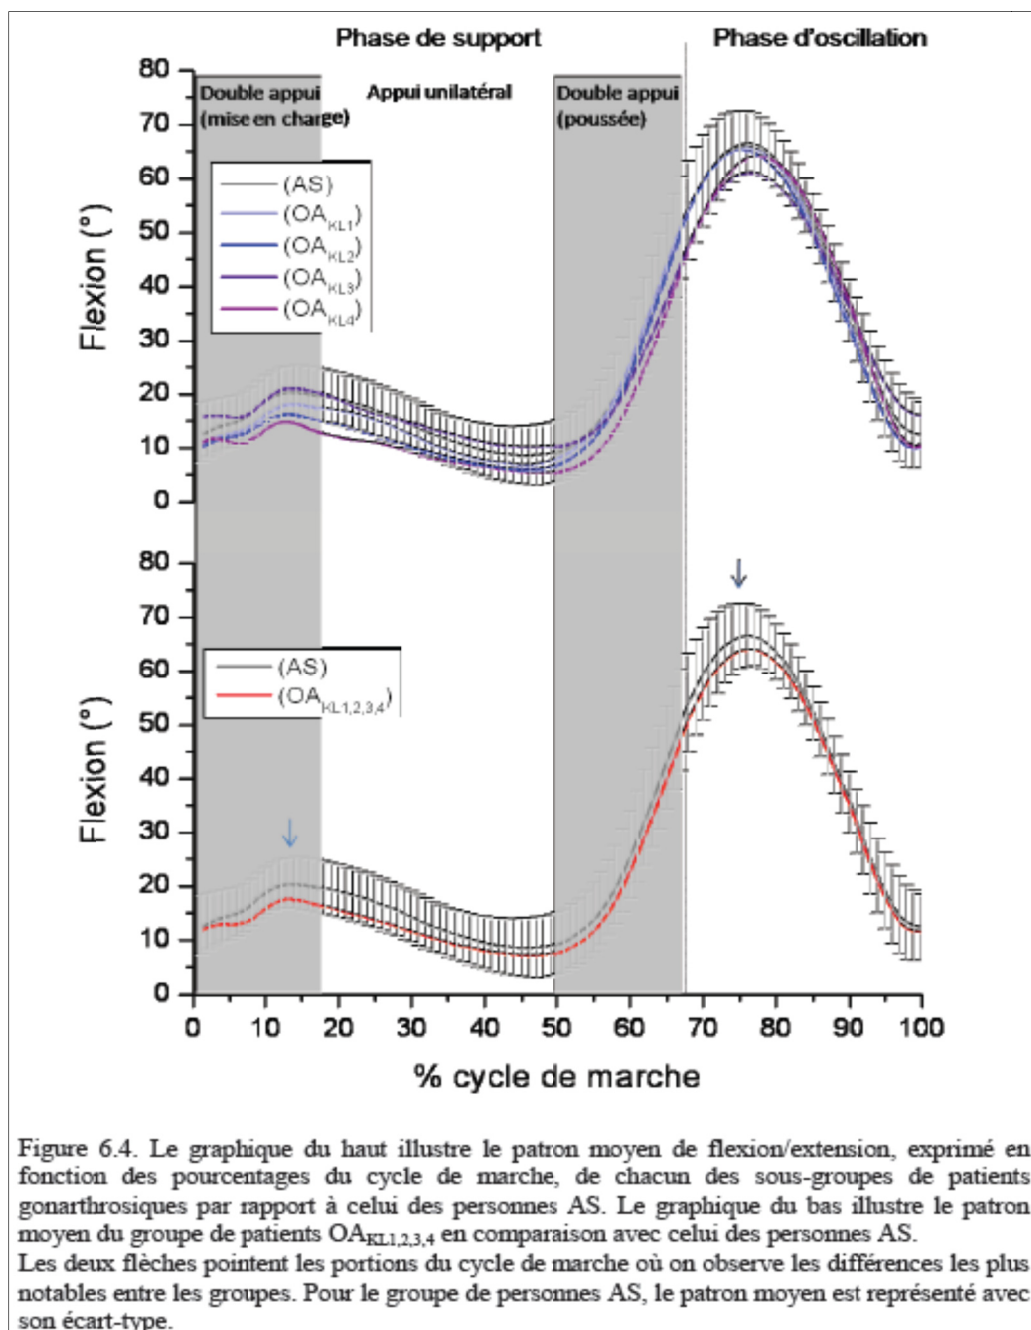 Phase de support
Phase d'oscillation
80
70
60
50
40
30
20
10
0
Flexion (°)
Double appui
(mise en charge)
Appui unilatéral
Double appui
(poussée)
(AS)
(OAKL1)
(OAKL2)
(OAKL3)
(OAKL4)
80
70
60
50
40
30
20
10
0
Flexion (°)
(AS)
(OAKL1,2,3,4)
0 10 20 30 40 50 60 70 80 90 100
% cycle de marche
Figure 6.4. Le graphique du haut illustre le patron moyen de flexion/extension, exprimé en
fonction des pourcentages du cycle de marche, de chacun des sous-groupes de patients
gonarthrosiques par rapport à celui des personnes AS. Le graphique du bas illustre le patron
moyen du groupe de patients OAKL1,2,3,4 en comparaison avec celui des personnes AS.
Les deux flèches pointent les portions du cycle de marche où on observe les différences les plus
notables entre les groupes. Pour le groupe de personnes AS, le patron moyen est représenté avec
son écart-type.